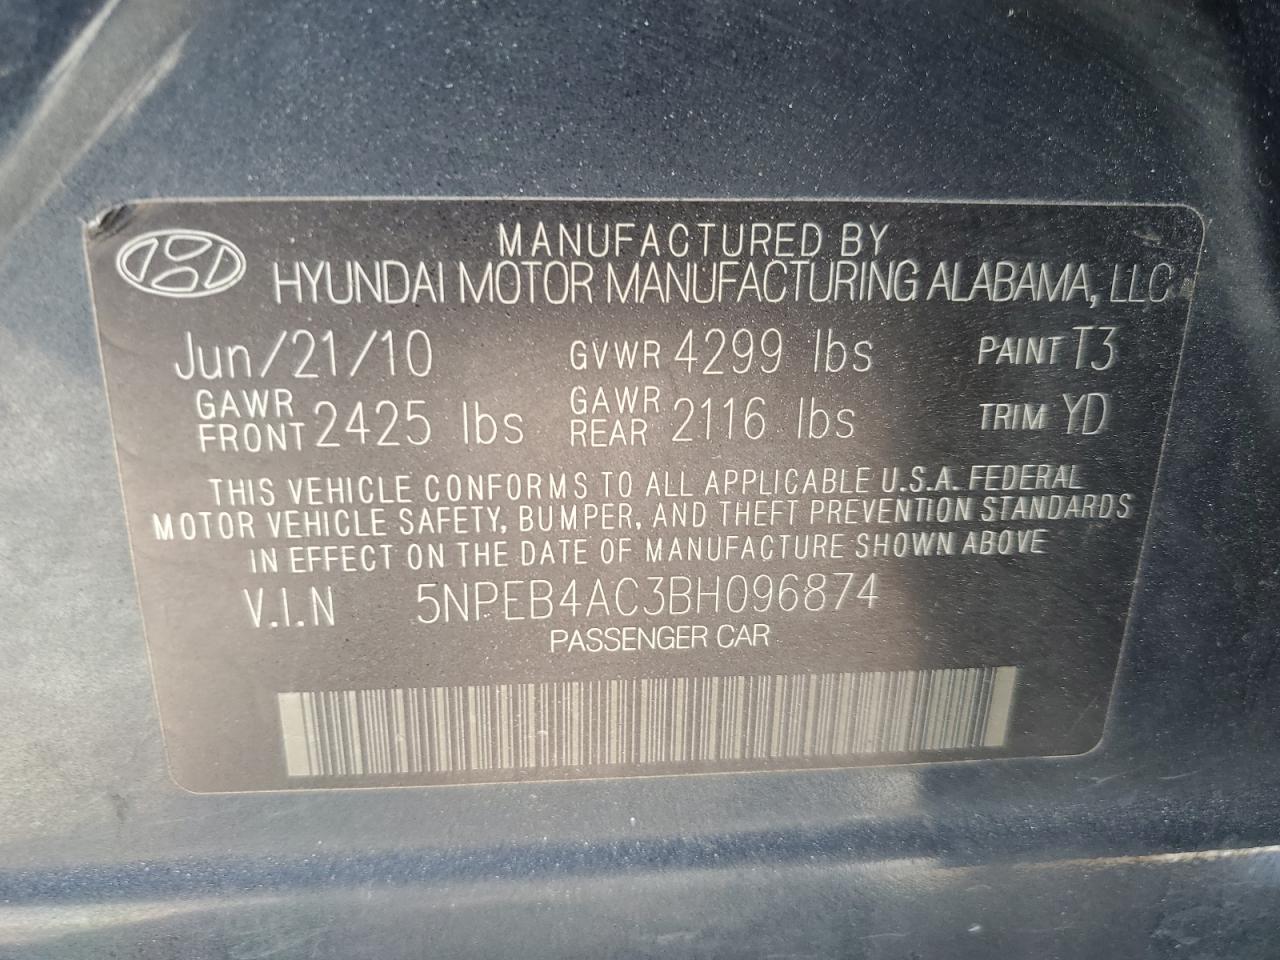 MANUFACTURED BY
HYUNDAI MOTOR MANUFACTURING ALABAMA, LLC
Jun/21/10 GVWR 4299 lbs PAINT T3
GAWR FRONT 2425 lbs GAWR REAR 2116 lbs TRIM YD
THIS VEHICLE CONFORMS TO ALL APPLICABLE U.S.A. FEDERAL
MOTOR VEHICLE SAFETY, BUMPER, AND THEFT PREVENTION STANDARDS
IN EFFECT ON THE DATE OF MANUFACTURE SHOWN ABOVE
V.I.N 5NPEB4AC3BH096874
PASSENGER CAR